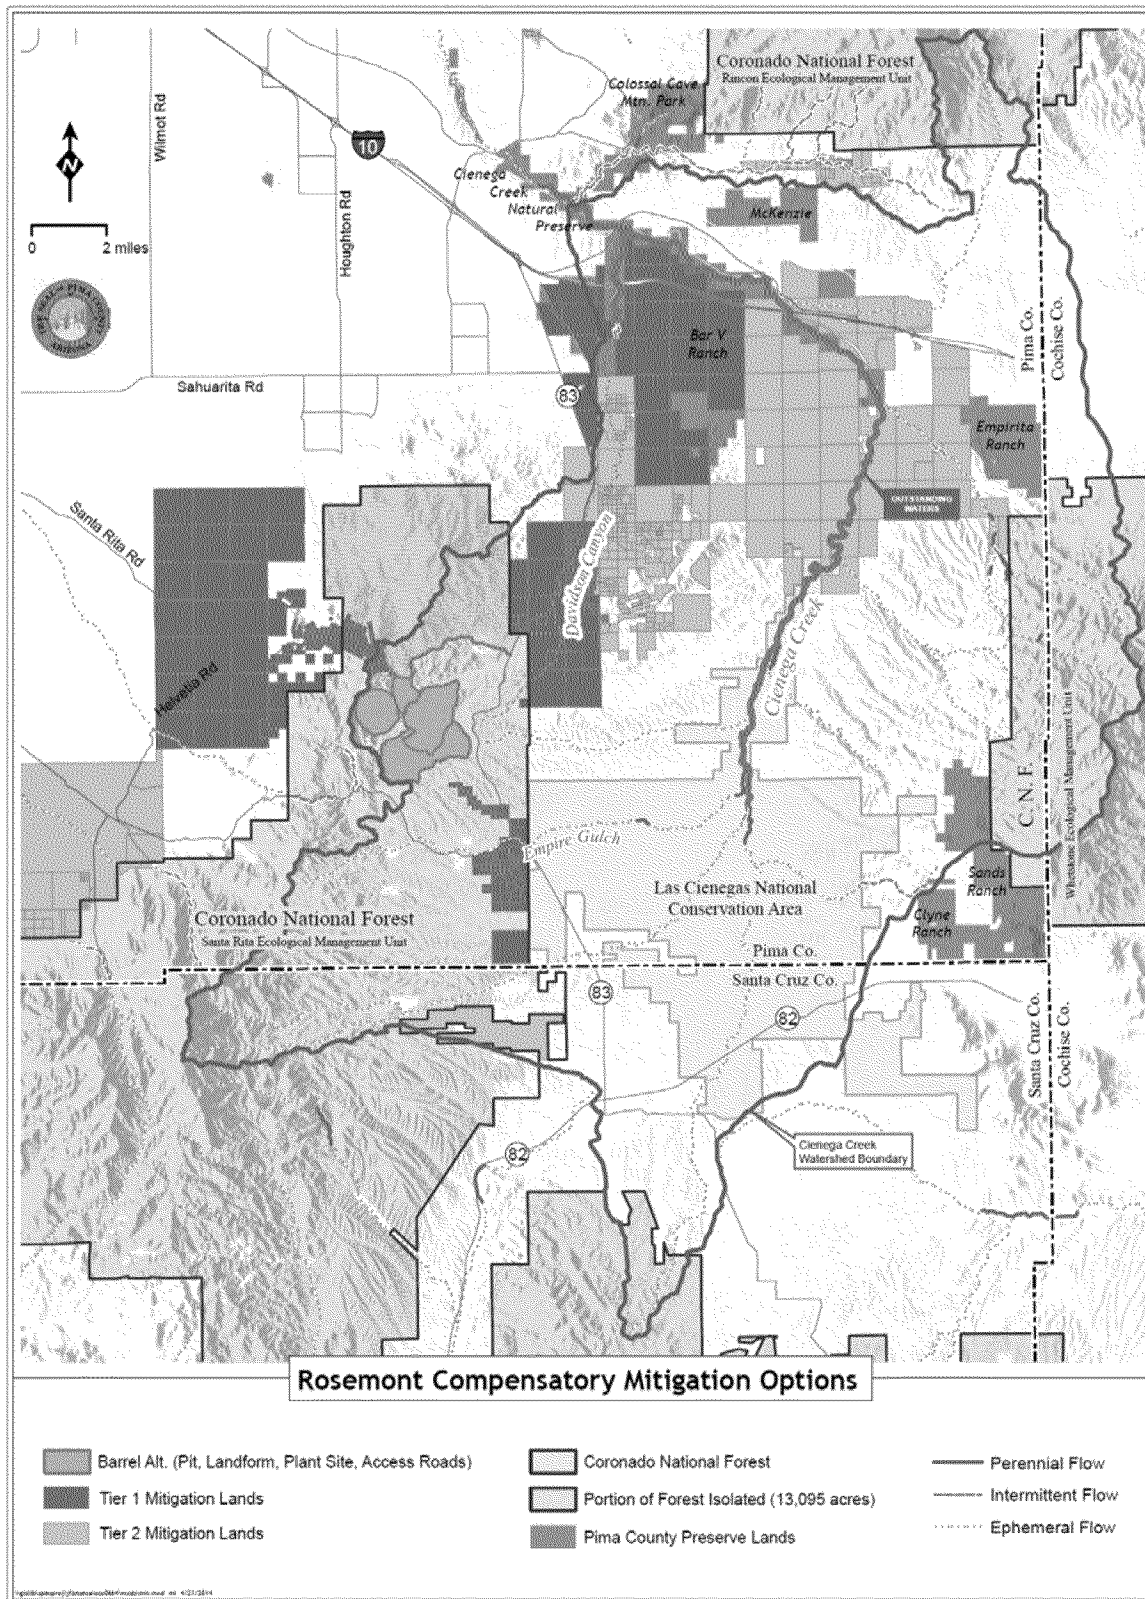 Coronado National Forest
Rincon Ecological Management Unit
Colossal Cave
Mtn. Park
Wilmot Rd
10
N
Cienega
Creek
Natural
Preserve
McKenzie
Houghton Rd
0 2 miles
Bar V
Ranch
Pima Co.
Cochise Co.
Sahuarita Rd
83
Empirita
Ranch
OUTSTANDING
WATERS
Santa Rita Rd
Davidson Canyon
Cienega Creek
Helvetia Rd
C. N. F.
Whetstone Ecological Management Unit
Empire Gulch
Las Cienegas National
Conservation Area
Sands
Ranch
Clyne
Ranch
Coronado National Forest
Santa Rita Ecological Management Unit
Pima Co.
Santa Cruz Co.
83
82
Santa Cruz Co.
Cochise Co.
Cienega Creek
Watershed Boundary
82
Rosemont Compensatory Mitigation Options
Barrel Alt. (Pit, Landform, Plant Site, Access Roads)
Tier 1 Mitigation Lands
Tier 2 Mitigation Lands
Coronado National Forest
Portion of Forest Isolated (13,095 acres)
Pima County Preserve Lands
Perennial Flow
Intermittent Flow
Ephemeral Flow